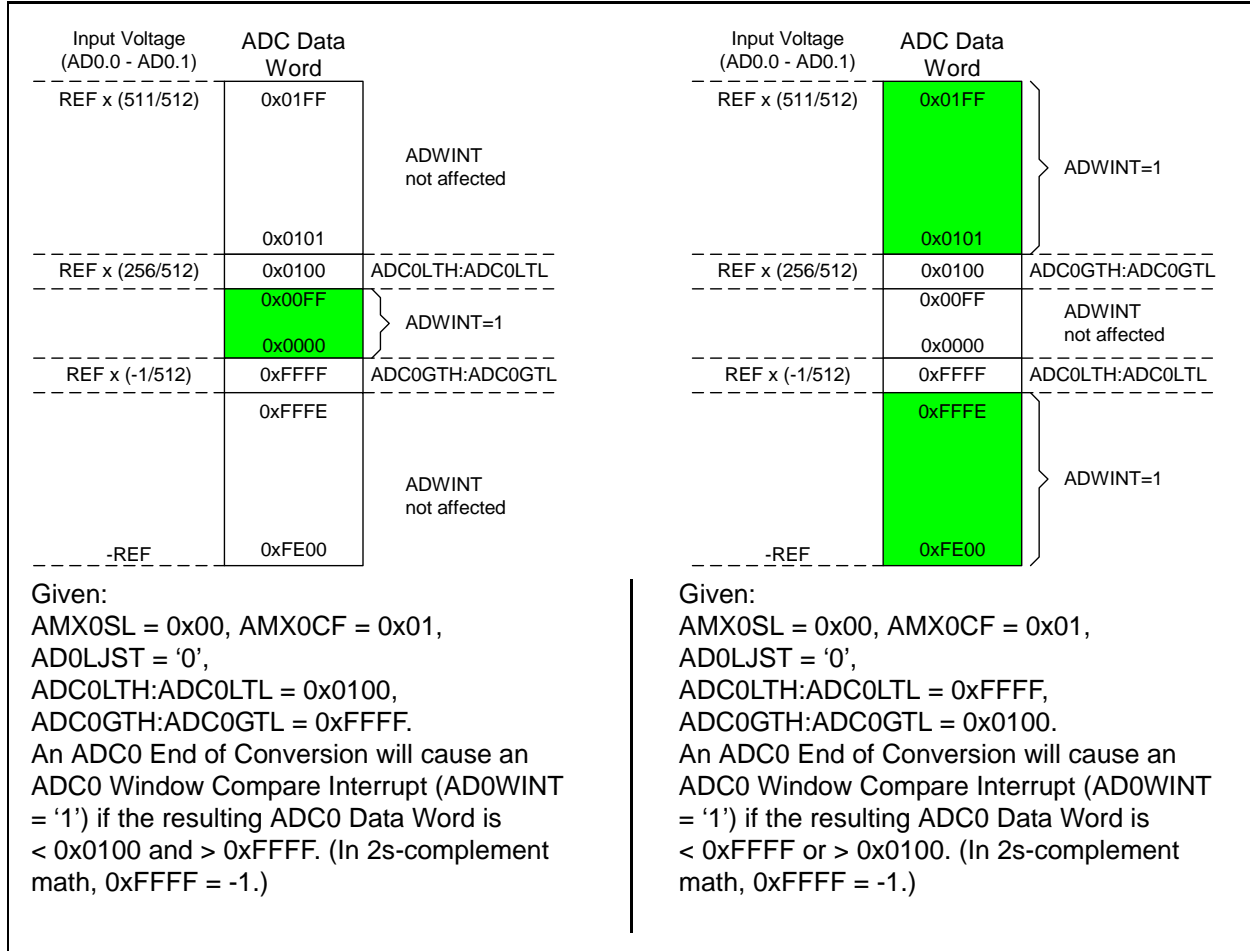 Input Voltage
(AD0.0 - AD0.1)
ADC Data
Word
REF x (511/512)
0x01FF
ADWINT
not affected
0x0101
REF x (256/512)
0x0100
ADC0LTH:ADC0LTL
0x00FF
ADWINT=1
0x0000
REF x (-1/512)
0xFFFF
ADC0GTH:ADC0GTL
0xFFFE
ADWINT
not affected
-REF
0xFE00
Given:
AMX0SL = 0x00, AMX0CF = 0x01,
AD0LJST = ‘0’,
ADC0LTH:ADC0LTL = 0x0100,
ADC0GTH:ADC0GTL = 0xFFFF.
An ADC0 End of Conversion will cause an
ADC0 Window Compare Interrupt (AD0WINT
= ‘1’) if the resulting ADC0 Data Word is
< 0x0100 and > 0xFFFF. (In 2s-complement
math, 0xFFFF = -1.)
Input Voltage
(AD0.0 - AD0.1)
ADC Data
Word
REF x (511/512)
0x01FF
ADWINT=1
0x0101
REF x (256/512)
0x0100
ADC0GTH:ADC0GTL
0x00FF
ADWINT
not affected
0x0000
REF x (-1/512)
0xFFFF
ADC0LTH:ADC0LTL
0xFFFE
ADWINT=1
-REF
0xFE00
Given:
AMX0SL = 0x00, AMX0CF = 0x01,
AD0LJST = ‘0’,
ADC0LTH:ADC0LTL = 0xFFFF,
ADC0GTH:ADC0GTL = 0x0100.
An ADC0 End of Conversion will cause an
ADC0 Window Compare Interrupt (AD0WINT
= ‘1’) if the resulting ADC0 Data Word is
< 0xFFFF or > 0x0100. (In 2s-complement
math, 0xFFFF = -1.)